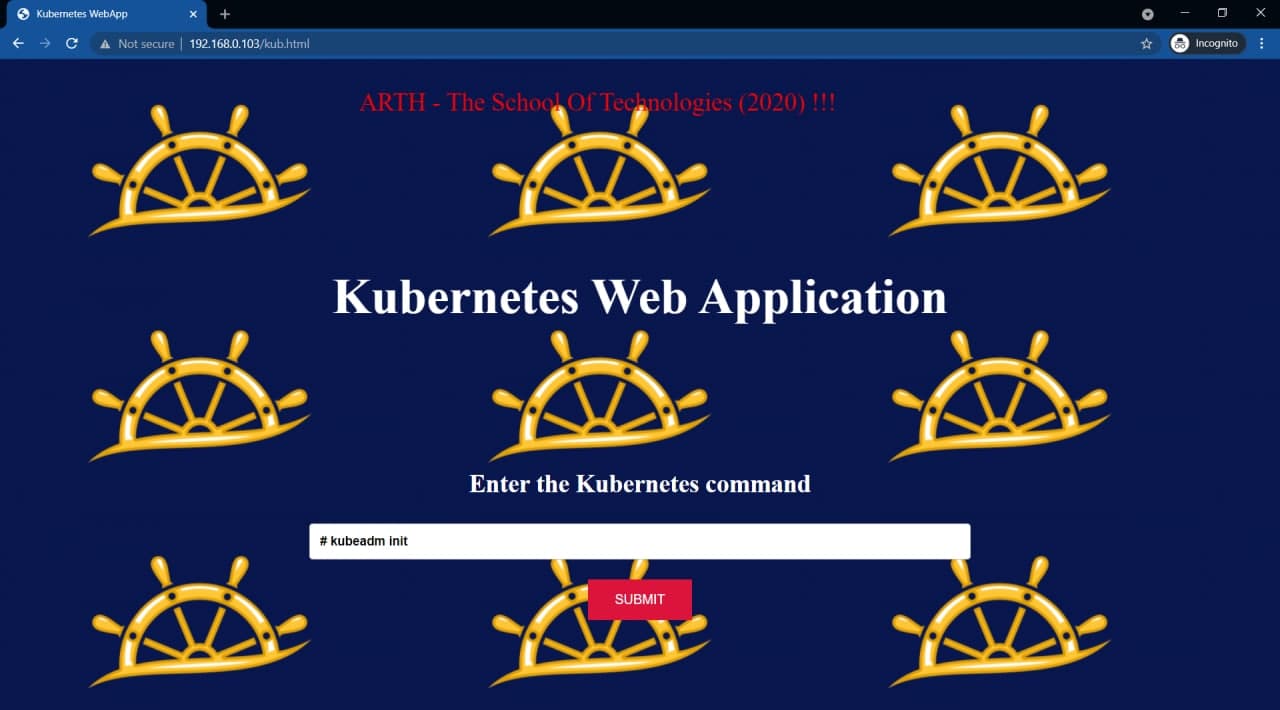 Kubernetes WebApp
Not secure | 192.168.0.103/kub.html
Incognito
ARTH - The School Of Technologies (2020) !!!
Kubernetes Web Application
Enter the Kubernetes command
# kubeadm init
SUBMIT